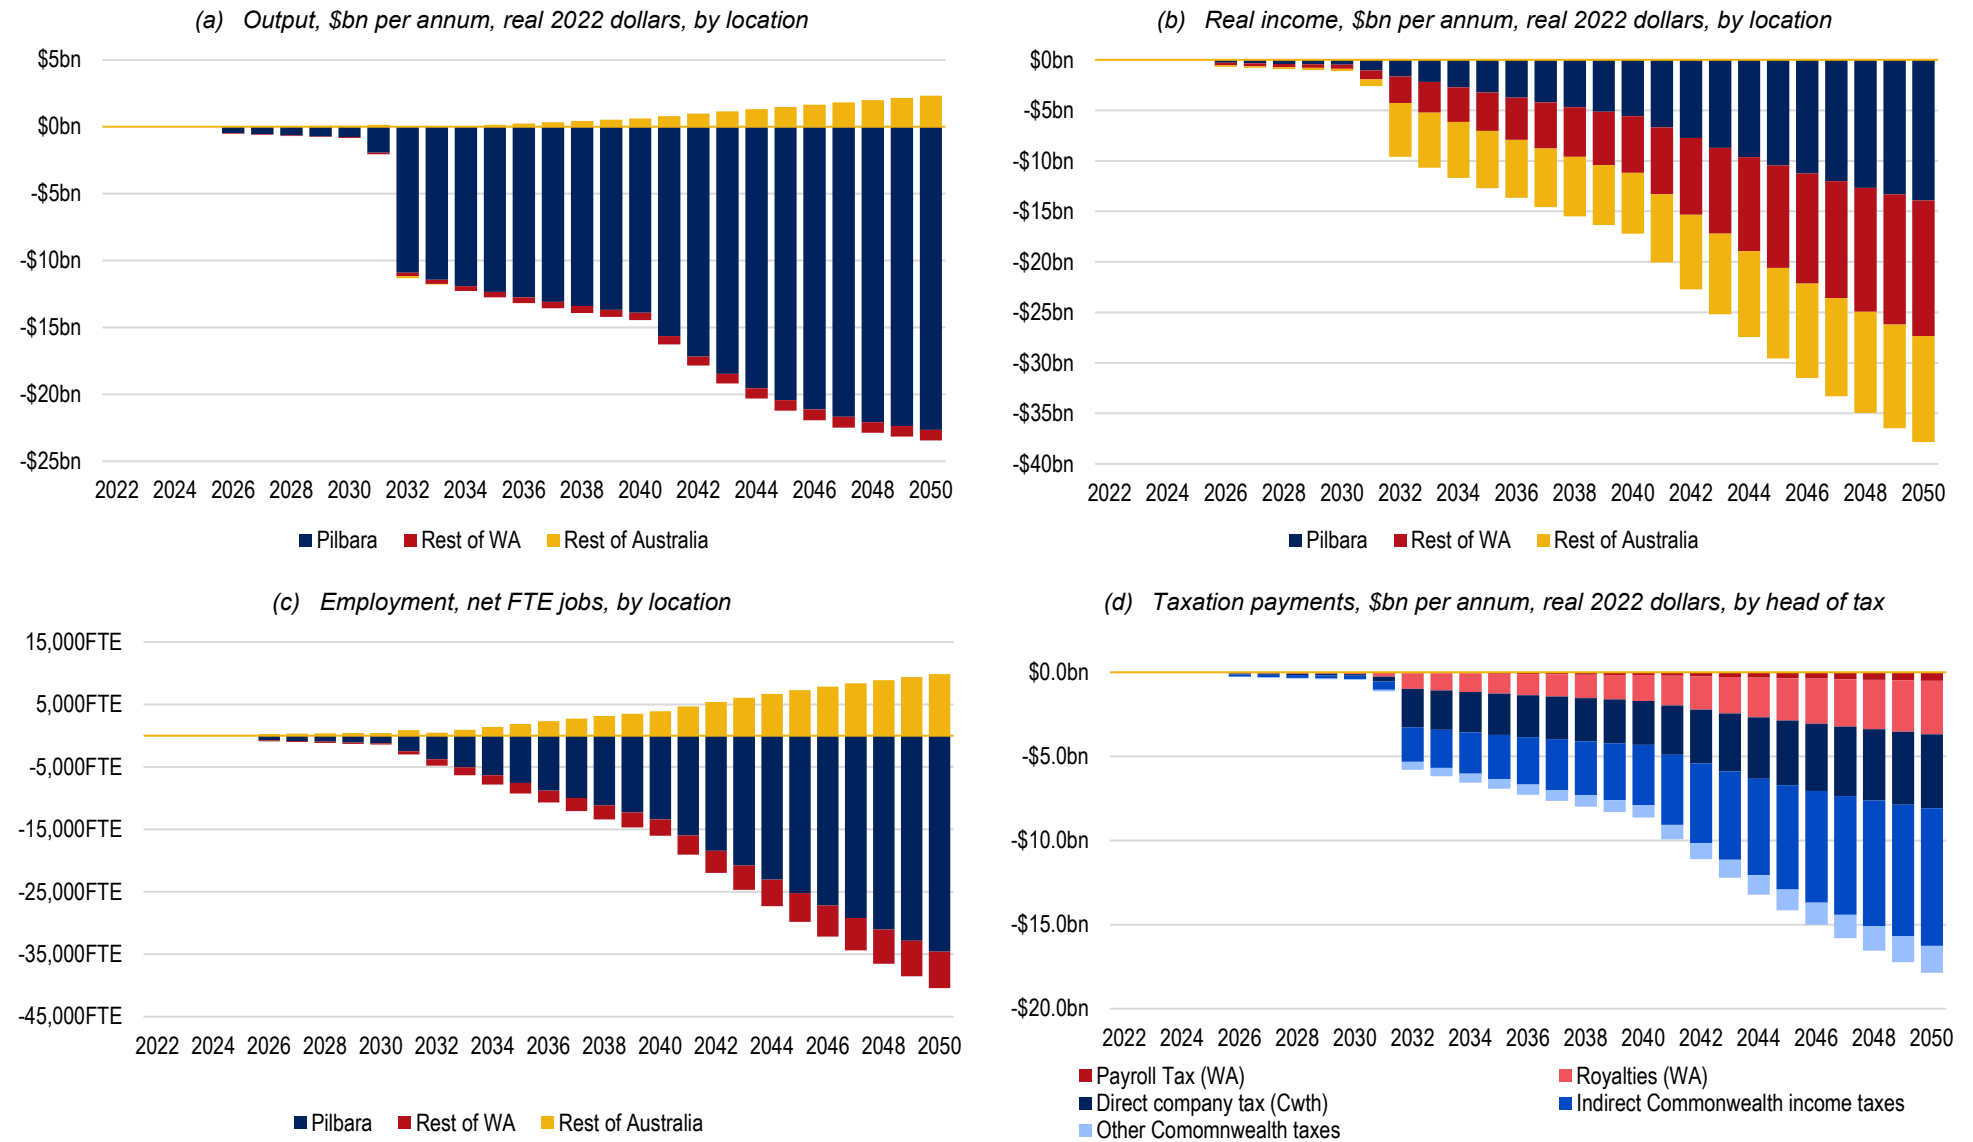 (a) Output, $bn per annum, real 2022 dollars, by location
$5bn
$0bn
-$5bn
-$10bn
-$15bn
-$20bn
-$25bn
2022 2024 2026 2028 2030 2032 2034 2036 2038 2040 2042 2044 2046 2048 2050
Pilbara Rest of WA Rest of Australia
(b) Real income, $bn per annum, real 2022 dollars, by location
$0bn
-$5bn
-$10bn
-$15bn
-$20bn
-$25bn
-$30bn
-$35bn
-$40bn
2022 2024 2026 2028 2030 2032 2034 2036 2038 2040 2042 2044 2046 2048 2050
Pilbara Rest of WA Rest of Australia
(c) Employment, net FTE jobs, by location
15,000FTE
5,000FTE
-5,000FTE
-15,000FTE
-25,000FTE
-35,000FTE
-45,000FTE
2022 2024 2026 2028 2030 2032 2034 2036 2038 2040 2042 2044 2046 2048 2050
Pilbara Rest of WA Rest of Australia
(d) Taxation payments, $bn per annum, real 2022 dollars, by head of tax
$0.0bn
-$5.0bn
-$10.0bn
-$15.0bn
-$20.0bn
2022 2024 2026 2028 2030 2032 2034 2036 2038 2040 2042 2044 2046 2048 2050
Payroll Tax (WA) Royalties (WA)
Direct company tax (Cwth) Indirect Commonwealth income taxes
Other Comomnwealth taxes